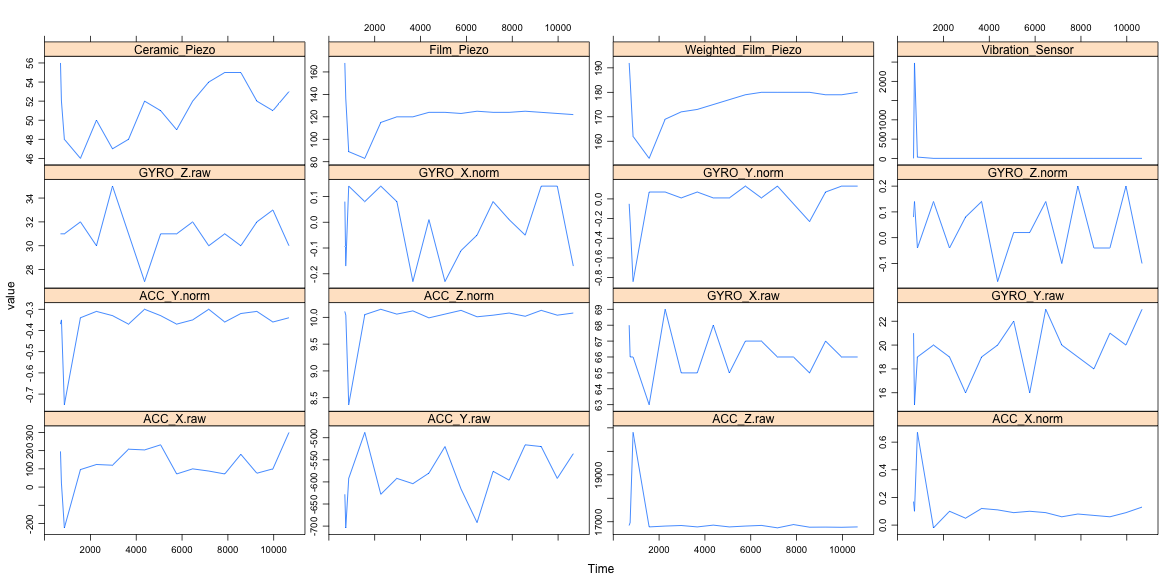 2000 4000 6000 8000 10000 2000 4000 6000 8000 10000
Ceramic_Piezo Film_Piezo Weighted_Film_Piezo Vibration_Sensor
46 48 50 52 54 56 80 100 120 140 160 160 170 180 190 0 500 1000 2000
GYRO_Z.raw GYRO_X.norm GYRO_Y.norm GYRO_Z.norm
28 30 32 34 -0.2 -0.1 0.0 0.1 -0.8 -0.6 -0.4 -0.2 0.0 -0.1 0.0 0.1 0.2
value
ACC_Y.norm ACC_Z.norm GYRO_X.raw GYRO_Y.raw
-0.7 -0.6 -0.5 -0.4 -0.3 8.5 9.0 9.5 10.0 63 64 65 66 67 68 69 16 18 20 22
ACC_X.raw ACC_Y.raw ACC_Z.raw ACC_X.norm
-200 0 100 200 300 -700 -650 -600 -550 -500 17000 19000 0.0 0.2 0.4 0.6
2000 4000 6000 8000 10000 2000 4000 6000 8000 10000
Time